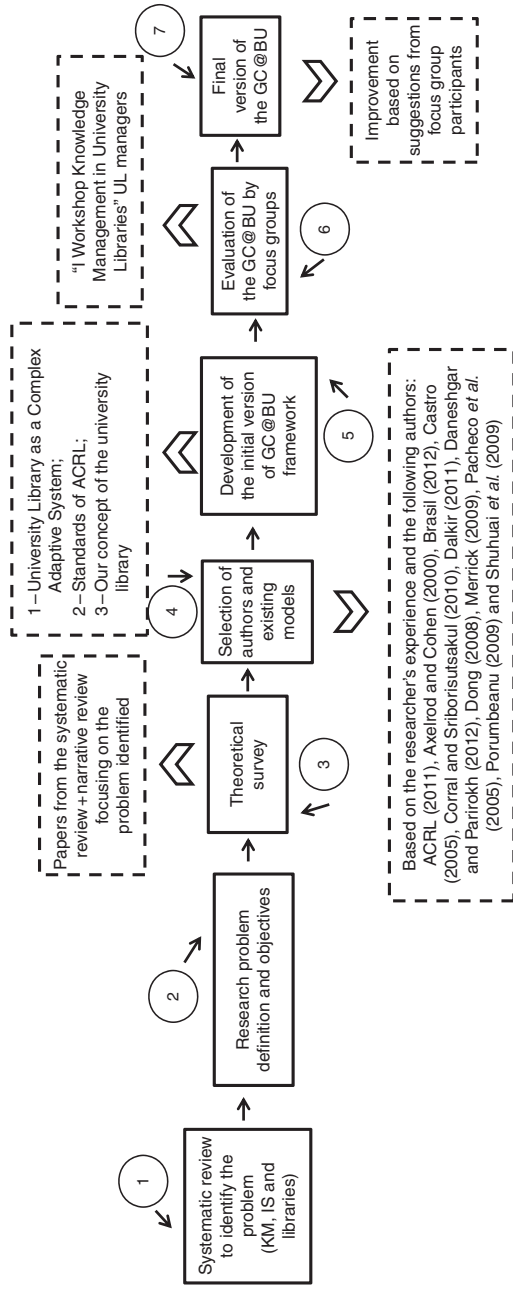 1
Systematic review
to identify the
problem
(KM, IS and
libraries)
2
Research problem
definition and objectives
Papers from the systematic
review + narrative review
focusing on the
problem identified
Theoretical
survey
3
4
Selection of
authors and
existing
models
Based on the researcher's experience and the following authors:
ACRL (2011), Axelrod and Cohen (2000), Brasil (2012), Castro
(2005), Corral and Sriborisutsakul (2010), Dalkir (2011), Daneshgar
and Parirokh (2012), Dong (2008), Merrick (2009), Pacheco et al.
(2005), Porumbeanu (2009) and Shuhuai et al. (2009)
1–University Library as a Complex
Adaptive System;
2–Standards of ACRL;
3–Our concept of the university
library
Development of
the initial version
of GC@BU
framework
5
"I Workshop Knowledge
Management in University
Libraries" UL managers
Evaluation of
the GC@BU by
focus groups
6
7
Final
version of
the GC@BU
Improvement
based on
suggestions from
focus group
participants